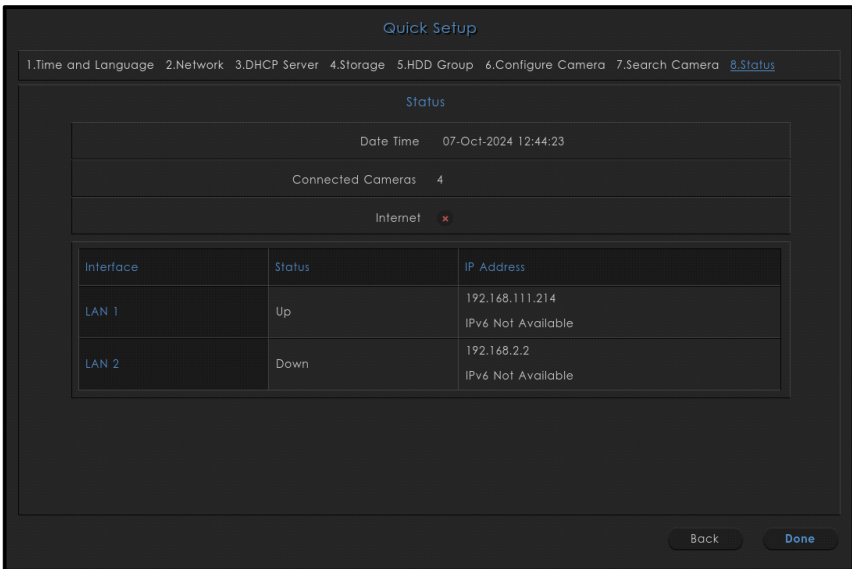 Quick Setup
1.Time and Language 2.Network 3.DHCP Server 4.Storage 5.HDD Group 6.Configure Camera 7.Search Camera 8.Status
Status
Date Time 07-Oct-2024 12:44:23
Connected Cameras 4
Internet
Interface Status IP Address
LAN 1 Up 192.168.111.214
IPv6 Not Available
LAN 2 Down 192.168.2.2
IPv6 Not Available
Back Done